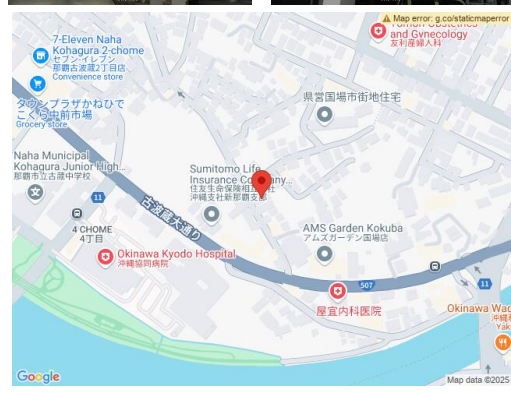 Map error: g.co/staticmaperror
and Gynecology
友利産婦人科
7-Eleven Naha
Kohagura 2-chome
セブン-イレブン
那覇古波蔵2丁目店
Convenience store
タウンプラザかねひで
こくら中前市場
Grocery store
県営国場市街地住宅
Naha Municipal
Kohagura Junior High...
那覇市立古蔵中学校
Sumitomo Life
Insurance Company...
住友生命保険相互会社
沖縄支社新那覇支部
11
4 CHOME
4丁目
古波蔵大通り
AMS Garden Kokuba
アムズガーデン国場店
Okinawa Kyodo Hospital
沖縄協同病院
507
11
屋宜内科医院
Okinawa
Google
Map data ©2025